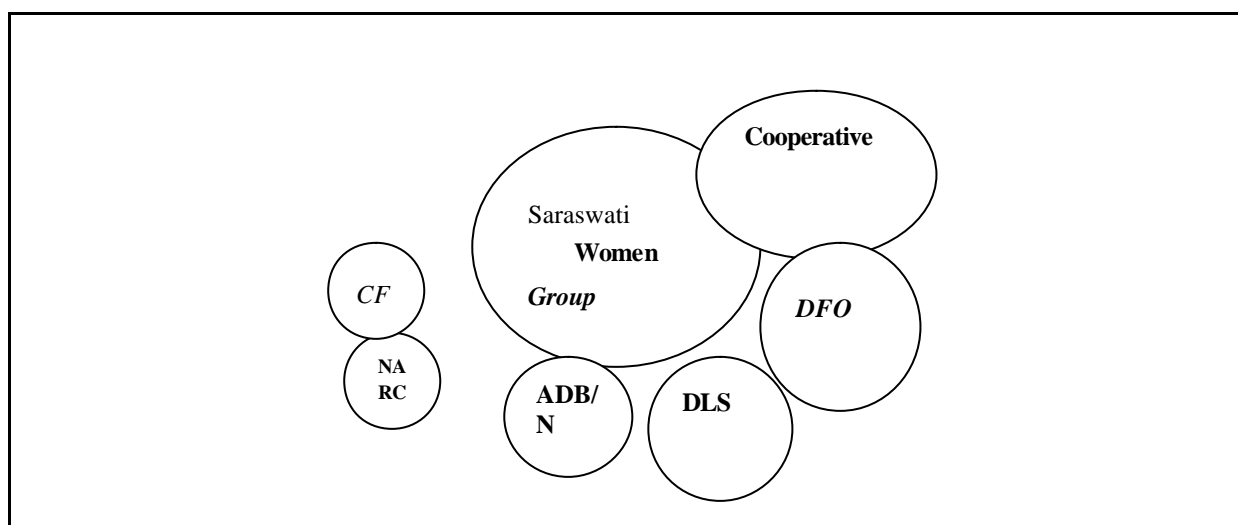 Cooperative
Saraswati
Women
Group
CF
DFO
NA
RC
ADB/
N
DLS